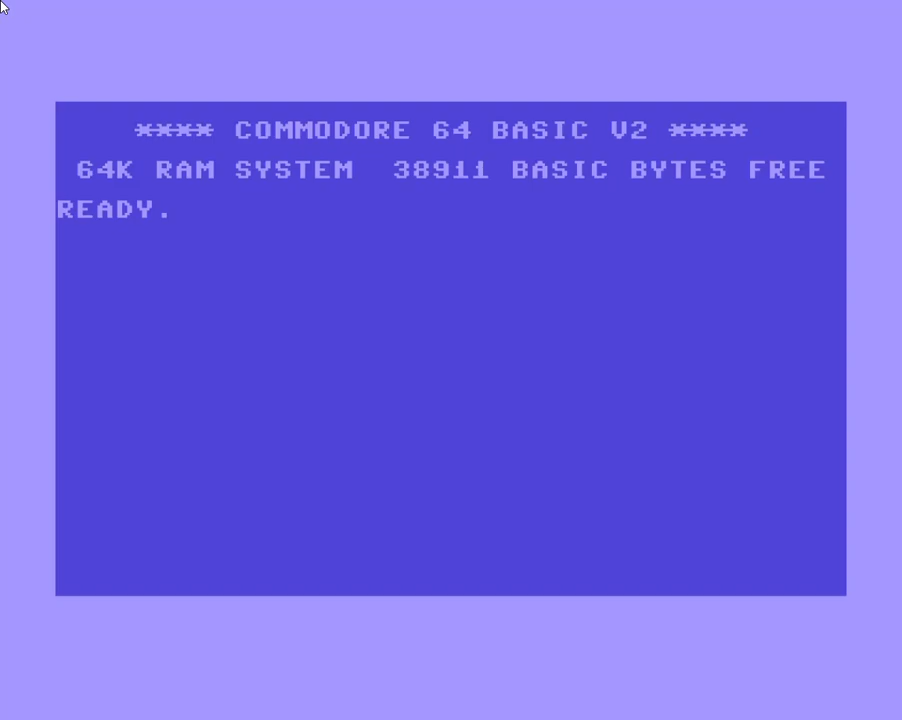 **** COMMODORE 64 BASIC V2 ****
64K RAM SYSTEM  38911 BASIC BYTES FREE
READY.